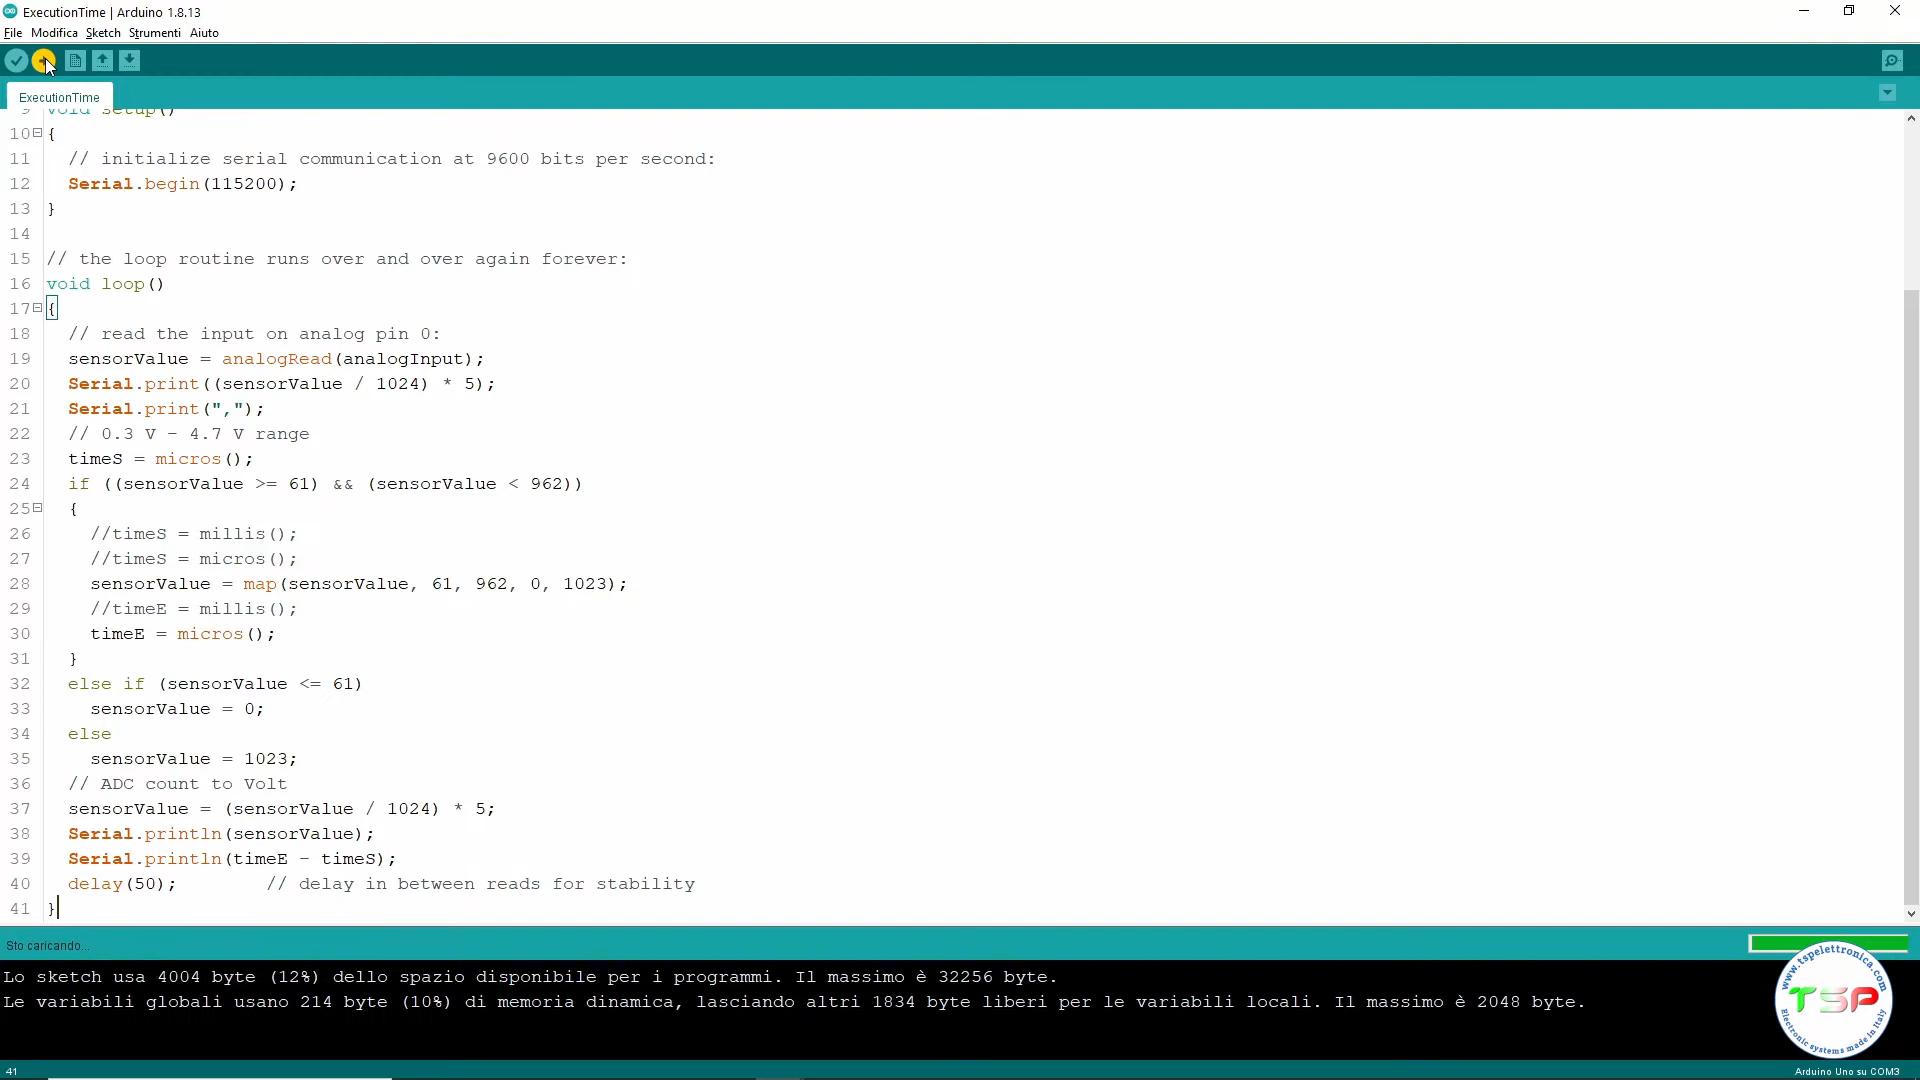 ExecutionTime | Arduino 1.8.13
File Modifica Sketch Strumenti Aiuto
ExecutionTime
9 void setup()
10 {
11 // initialize serial communication at 9600 bits per second:
12 Serial.begin(115200);
13 }
14
15 // the loop routine runs over and over again forever:
16 void loop()
17 {
18 // read the input on analog pin 0:
19 sensorValue = analogRead(analogInput);
20 Serial.print((sensorValue / 1024) * 5);
21 Serial.print(",");
22 // 0.3 V - 4.7 V range
23 timeS = micros();
24 if ((sensorValue >= 61) && (sensorValue < 962))
25 {
26 //timeS = millis();
27 //timeS = micros();
28 sensorValue = map(sensorValue, 61, 962, 0, 1023);
29 //timeE = millis();
30 timeE = micros();
31 }
32 else if (sensorValue <= 61)
33 sensorValue = 0;
34 else
35 sensorValue = 1023;
36 // ADC count to Volt
37 sensorValue = (sensorValue / 1024) * 5;
38 Serial.println(sensorValue);
39 Serial.println(timeE - timeS);
40 delay(50); // delay in between reads for stability
41 }
Sto caricando...
Lo sketch usa 4004 byte (12%) dello spazio disponibile per i programmi. Il massimo è 32256 byte.
Le variabili globali usano 214 byte (10%) di memoria dinamica, lasciando altri 1834 byte liberi per le variabili locali. Il massimo è 2048 byte.
www.tspelettronica.com
TSP
Electronic systems made in Italy
41
Arduino Uno su COM3